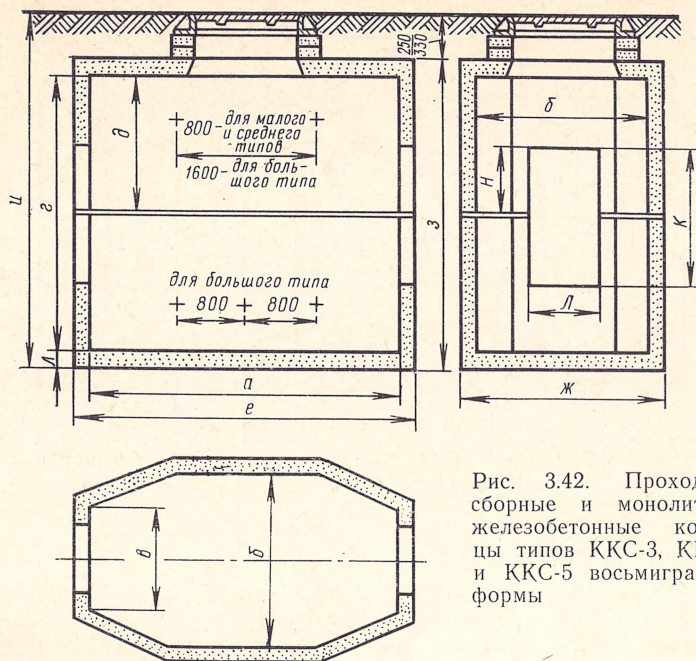 250
330
б
800 – для малого
и среднего
типов
1600 – для боль-
шого типа
д
и
г
з
Н
К
для большого типа
800
800
Л
Л
а
е
ж
в
б
Рис. 3.42. Проход
сборные и монолит
железобетонные ко
цы типов ККС-3, К
и ККС-5 восьмигра
формы